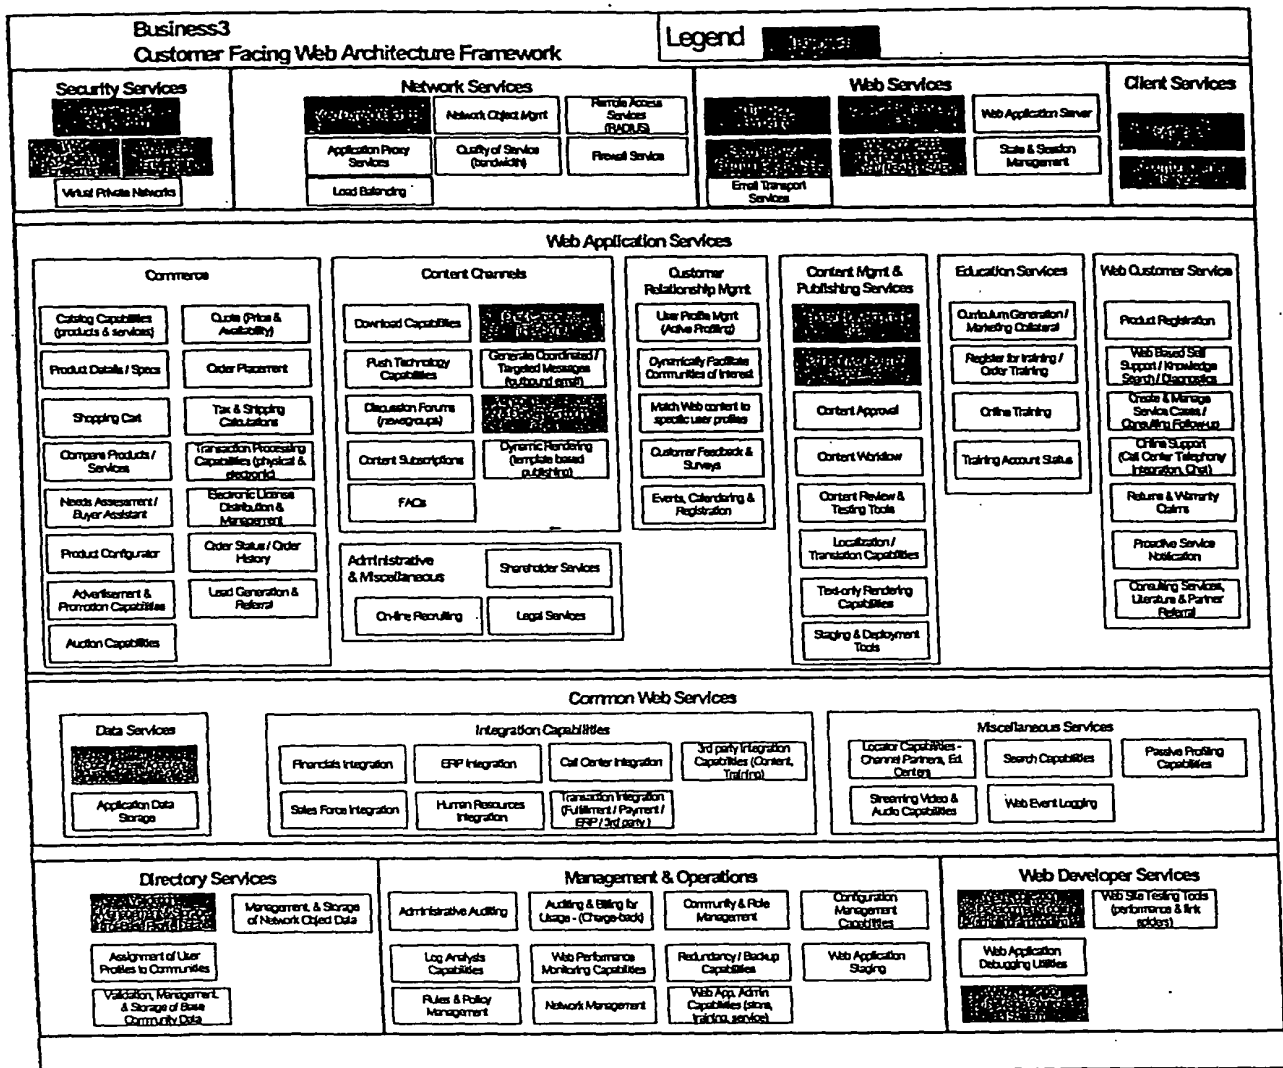 Business3
Customer Facing Web Architecture Framework
Legend
Security Services
Virtual Private Networks
Network Services
Network Object Mgmt
Remote Access
Services
(RADIUS)
Application Proxy
Services
Quality of Service
(bandwidth)
Firewall Service
Load Balancing
Web Services
Web Application Server
State & Session
Management
Email Transport
Services
Client Services
Web Application Services
Commerce
Catalog Capabilities
(products & services)
Quote (Price &
Availability)
Product Details / Specs
Order Placement
Shopping Cart
Tax & Shipping
Calculations
Compare Products /
Services
Transaction Processing
Capabilities (physical &
electronic)
Needs Assessment /
Buyer Assistant
Electronic License
Distribution &
Management
Product Configurator
Order Status / Order
History
Advertisement &
Promotion Capabilities
Lead Generation &
Referral
Auction Capabilities
Content Channels
Download Capabilities
Push Technology
Capabilities
Generate Coordinated /
Targeted Messages
(outbound email)
Discussion Forums
(newsgroups)
Content Subscriptions
Dynamic Rendering
(template based
publishing)
FAQs
Administrative
& Miscellaneous
Shareholder Services
On-line Recruiting
Legal Services
Customer
Relationship Mgmt
User Profile Mgmt
(Active Profiling)
Dynamically Facilitate
Communities of Interest
Match Web content to
specific user profiles
Customer Feedback &
Surveys
Events, Calendaring &
Registration
Content Mgmt &
Publishing Services
Content Approval
Content Workflow
Content Review &
Testing Tools
Localization /
Translation Capabilities
Text-only Rendering
Capabilities
Staging & Deployment
Tools
Education Services
Curriculum Generation /
Marketing Collateral
Register for training /
Order Training
Online Training
Training Account Status
Web Customer Service
Product Registration
Web Based Self
Support / Knowledge
Search / Diagnostics
Create & Manage
Service Cases /
Consulting Follow-up
Online Support
(Call Center Telephony
Integration, Chat)
Returns & Warranty
Claims
Proactive Service
Notification
Consulting Services,
Literature & Partner
Referral
Common Web Services
Data Services
Application Data
Storage
Integration Capabilities
Financials Integration
ERP Integration
Call Center Integration
3rd party Integration
Capabilities (Content,
Training)
Sales Force Integration
Human Resources
Integration
Transaction Integration
(Fulfillment / Payment /
ERP / 3rd party )
Miscellaneous Services
Locator Capabilities -
Channel Partners, Ed.
Centers
Search Capabilities
Passive Profiling
Capabilities
Streaming Video &
Audio Capabilities
Web Event Logging
Directory Services
Management, & Storage
of Network Object Data
Assignment of User
Profiles to Communities
Validation, Management,
& Storage of Base
Community Data
Management & Operations
Administrative Auditing
Auditing & Billing for
Usage - (Charge-back)
Community & Role
Management
Configuration
Management
Capabilities
Log Analysis
Capabilities
Web Performance
Monitoring Capabilities
Redundancy / Backup
Capabilities
Web Application
Staging
Rules & Policy
Management
Network Management
Web App. Admin
Capabilities (store,
training, service)
Web Developer Services
Web Site Testing Tools
(performance & link
spiders)
Web Application
Debugging Utilities